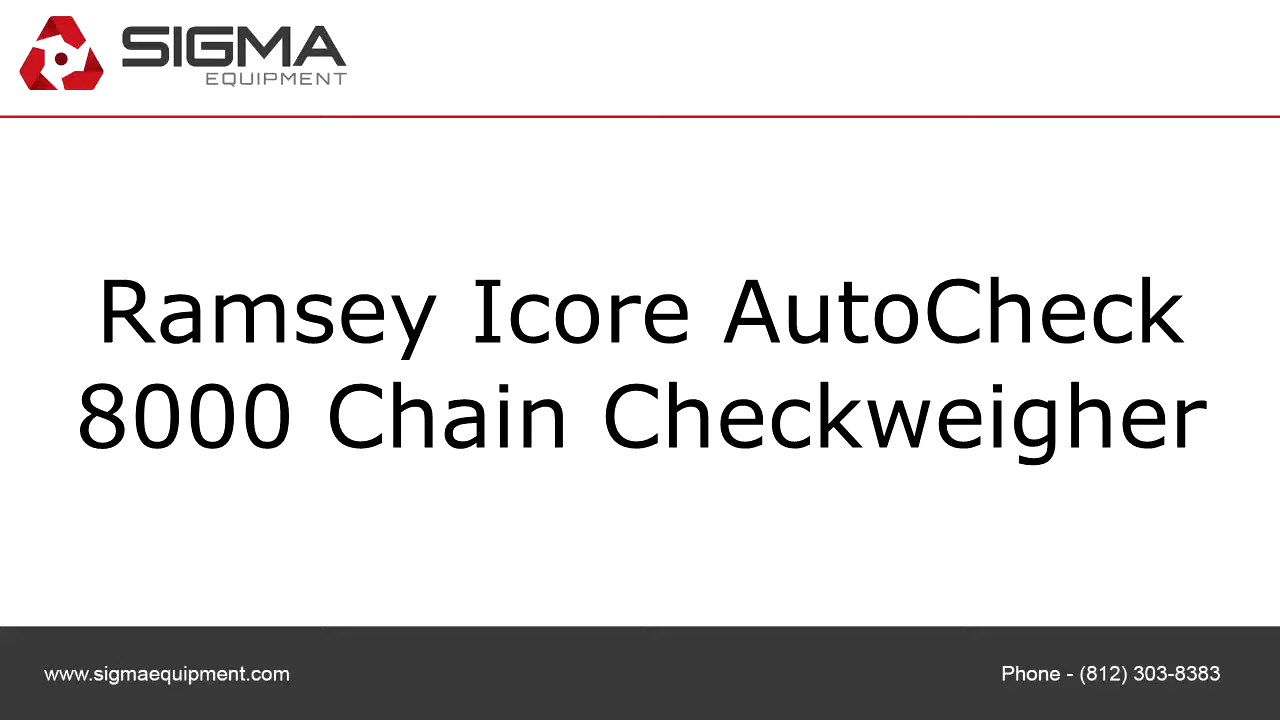 SIGMA
EQUIPMENT
Ramsey Icore AutoCheck
8000 Chain Checkweigher
www.sigmaequipment.com
Phone - (812) 303-8383